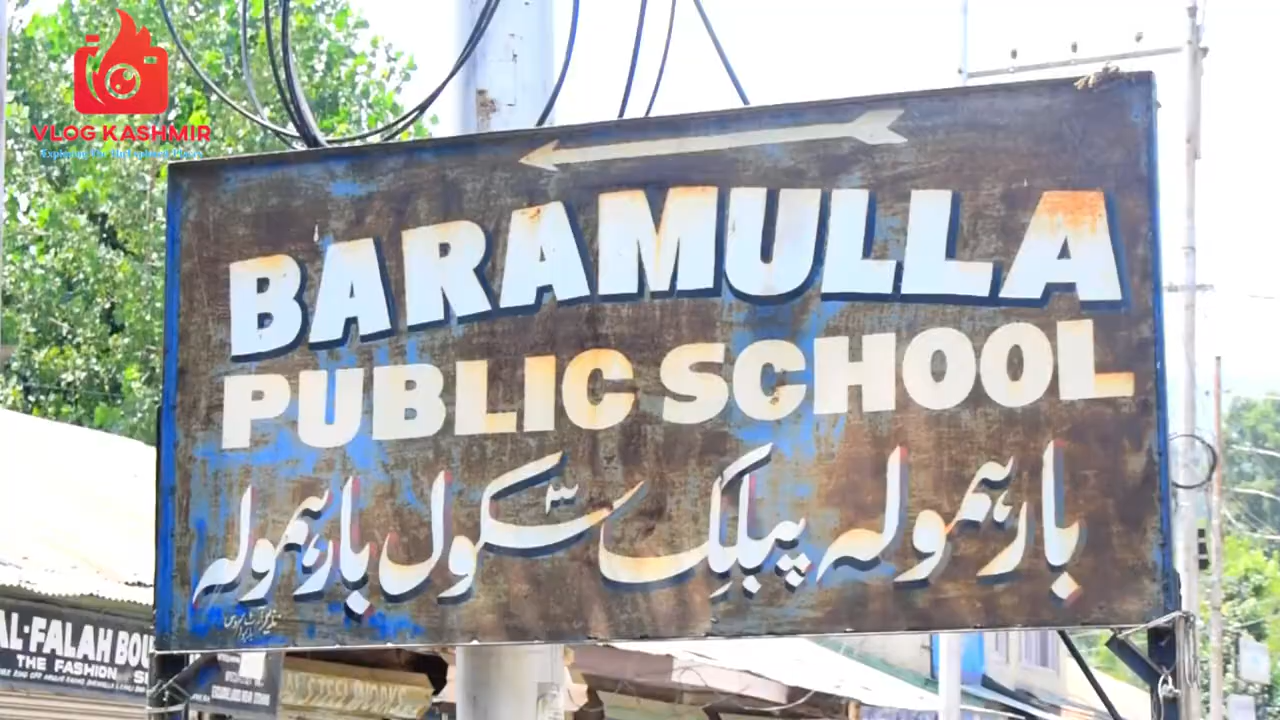 VLOG KASHMIR
BARAMULLA
PUBLIC SCHOOL
بارہمولہ پبلک سکول بارہمولہ
AL-FALAH BOU
THE FASHION